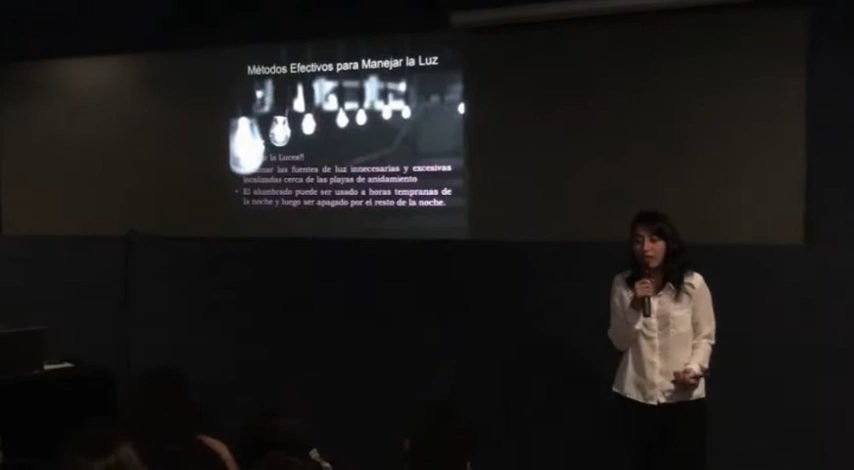 Métodos Efectivos para Manejar la Luz
la Luces!!
las fuentes de luz innecesarias y excesivas
localizadas cerca de las playas de anidamiento
• El alumbrado puede ser usado a horas tempranas de
la noche y luego ser apagado por el resto de la noche.